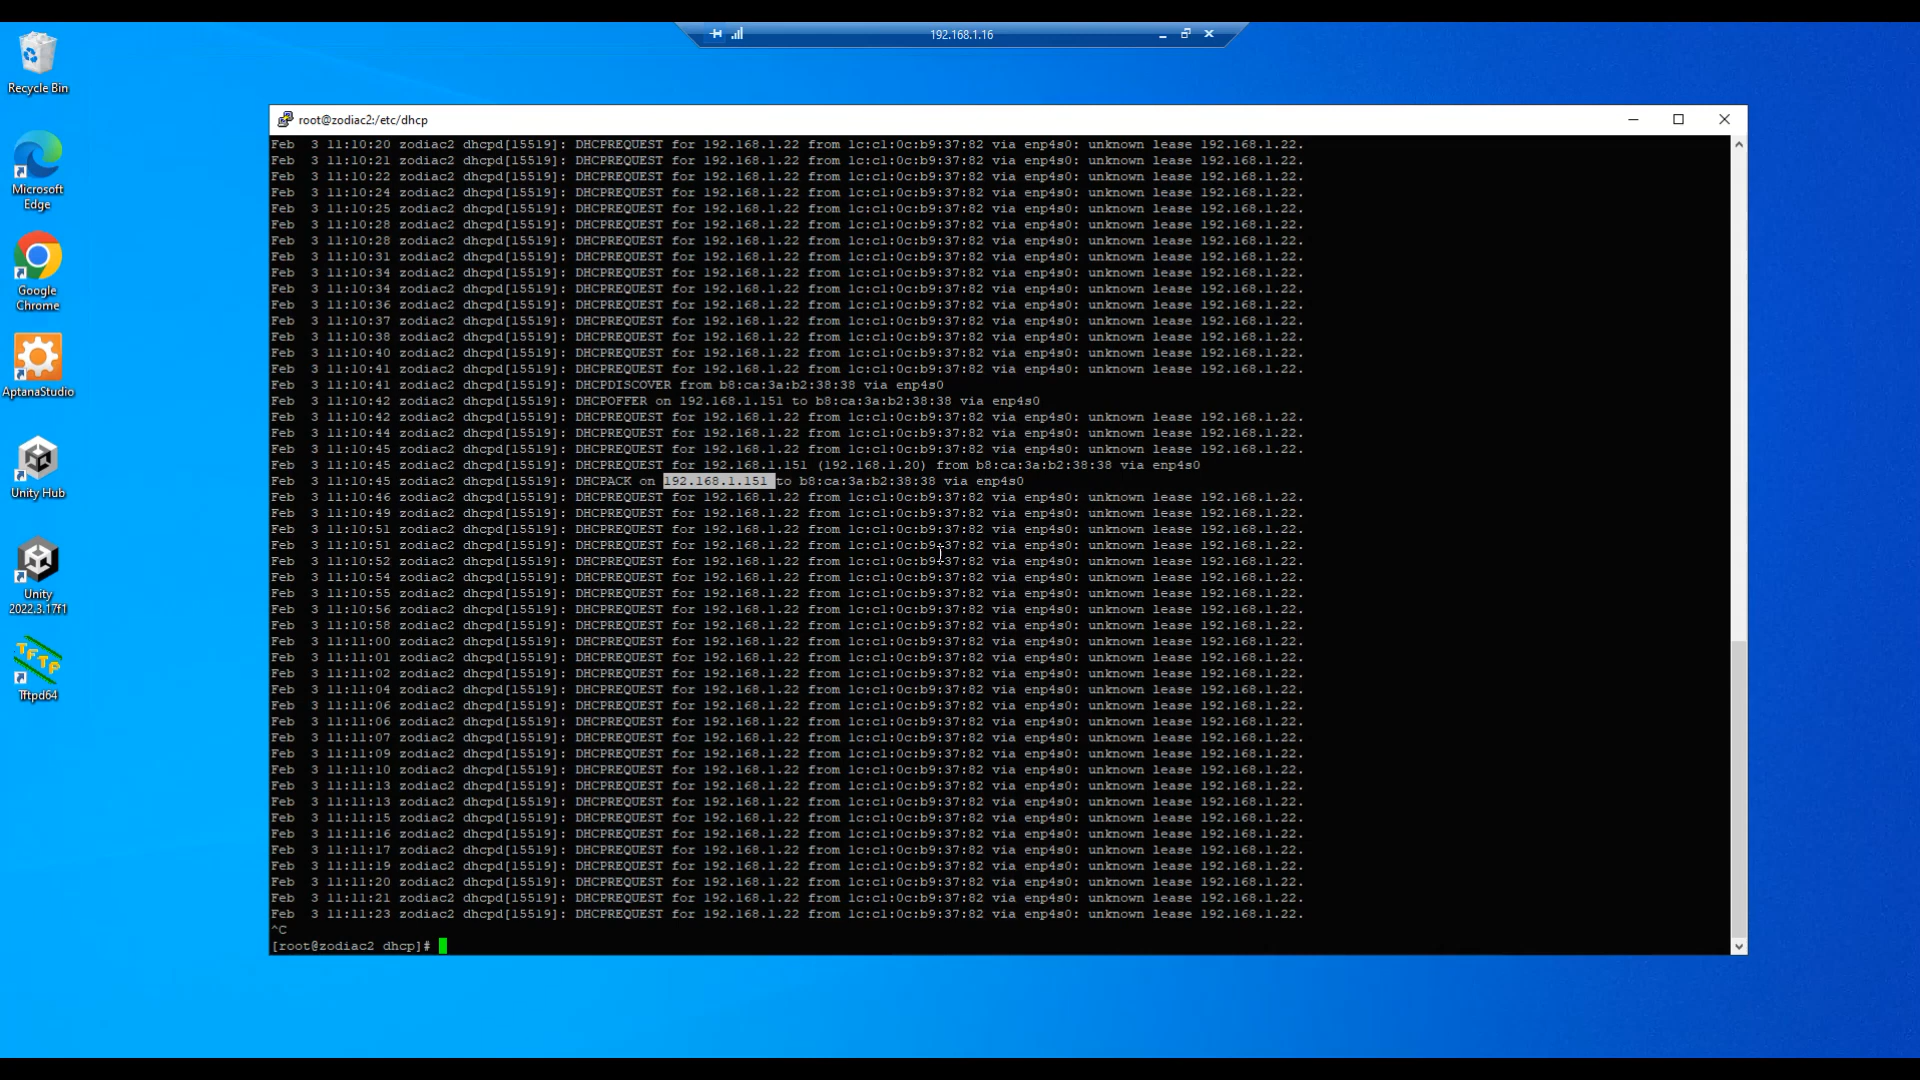 192.168.1.16
Recycle Bin
Microsoft
Edge
Google
Chrome
AptanaStudio
Unity Hub
Unity
2022.3.17f1
TFTP
Tftpd64
root@zodiac2:/etc/dhcp
Feb  3 11:10:20 zodiac2 dhcpd[15519]: DHCPREQUEST for 192.168.1.22 from 1c:c1:0c:b9:37:82 via enp4s0: unknown lease 192.168.1.22.
Feb  3 11:10:21 zodiac2 dhcpd[15519]: DHCPREQUEST for 192.168.1.22 from 1c:c1:0c:b9:37:82 via enp4s0: unknown lease 192.168.1.22.
Feb  3 11:10:22 zodiac2 dhcpd[15519]: DHCPREQUEST for 192.168.1.22 from 1c:c1:0c:b9:37:82 via enp4s0: unknown lease 192.168.1.22.
Feb  3 11:10:24 zodiac2 dhcpd[15519]: DHCPREQUEST for 192.168.1.22 from 1c:c1:0c:b9:37:82 via enp4s0: unknown lease 192.168.1.22.
Feb  3 11:10:25 zodiac2 dhcpd[15519]: DHCPREQUEST for 192.168.1.22 from 1c:c1:0c:b9:37:82 via enp4s0: unknown lease 192.168.1.22.
Feb  3 11:10:28 zodiac2 dhcpd[15519]: DHCPREQUEST for 192.168.1.22 from 1c:c1:0c:b9:37:82 via enp4s0: unknown lease 192.168.1.22.
Feb  3 11:10:28 zodiac2 dhcpd[15519]: DHCPREQUEST for 192.168.1.22 from 1c:c1:0c:b9:37:82 via enp4s0: unknown lease 192.168.1.22.
Feb  3 11:10:31 zodiac2 dhcpd[15519]: DHCPREQUEST for 192.168.1.22 from 1c:c1:0c:b9:37:82 via enp4s0: unknown lease 192.168.1.22.
Feb  3 11:10:34 zodiac2 dhcpd[15519]: DHCPREQUEST for 192.168.1.22 from 1c:c1:0c:b9:37:82 via enp4s0: unknown lease 192.168.1.22.
Feb  3 11:10:34 zodiac2 dhcpd[15519]: DHCPREQUEST for 192.168.1.22 from 1c:c1:0c:b9:37:82 via enp4s0: unknown lease 192.168.1.22.
Feb  3 11:10:36 zodiac2 dhcpd[15519]: DHCPREQUEST for 192.168.1.22 from 1c:c1:0c:b9:37:82 via enp4s0: unknown lease 192.168.1.22.
Feb  3 11:10:37 zodiac2 dhcpd[15519]: DHCPREQUEST for 192.168.1.22 from 1c:c1:0c:b9:37:82 via enp4s0: unknown lease 192.168.1.22.
Feb  3 11:10:38 zodiac2 dhcpd[15519]: DHCPREQUEST for 192.168.1.22 from 1c:c1:0c:b9:37:82 via enp4s0: unknown lease 192.168.1.22.
Feb  3 11:10:40 zodiac2 dhcpd[15519]: DHCPREQUEST for 192.168.1.22 from 1c:c1:0c:b9:37:82 via enp4s0: unknown lease 192.168.1.22.
Feb  3 11:10:41 zodiac2 dhcpd[15519]: DHCPREQUEST for 192.168.1.22 from 1c:c1:0c:b9:37:82 via enp4s0: unknown lease 192.168.1.22.
Feb  3 11:10:41 zodiac2 dhcpd[15519]: DHCPDISCOVER from b8:ca:3a:b2:38:38 via enp4s0
Feb  3 11:10:42 zodiac2 dhcpd[15519]: DHCPOFFER on 192.168.1.151 to b8:ca:3a:b2:38:38 via enp4s0
Feb  3 11:10:42 zodiac2 dhcpd[15519]: DHCPREQUEST for 192.168.1.22 from 1c:c1:0c:b9:37:82 via enp4s0: unknown lease 192.168.1.22.
Feb  3 11:10:44 zodiac2 dhcpd[15519]: DHCPREQUEST for 192.168.1.22 from 1c:c1:0c:b9:37:82 via enp4s0: unknown lease 192.168.1.22.
Feb  3 11:10:45 zodiac2 dhcpd[15519]: DHCPREQUEST for 192.168.1.22 from 1c:c1:0c:b9:37:82 via enp4s0: unknown lease 192.168.1.22.
Feb  3 11:10:45 zodiac2 dhcpd[15519]: DHCPREQUEST for 192.168.1.151 (192.168.1.20) from b8:ca:3a:b2:38:38 via enp4s0
Feb  3 11:10:45 zodiac2 dhcpd[15519]: DHCPACK on 192.168.1.151 to b8:ca:3a:b2:38:38 via enp4s0
Feb  3 11:10:46 zodiac2 dhcpd[15519]: DHCPREQUEST for 192.168.1.22 from 1c:c1:0c:b9:37:82 via enp4s0: unknown lease 192.168.1.22.
Feb  3 11:10:49 zodiac2 dhcpd[15519]: DHCPREQUEST for 192.168.1.22 from 1c:c1:0c:b9:37:82 via enp4s0: unknown lease 192.168.1.22.
Feb  3 11:10:51 zodiac2 dhcpd[15519]: DHCPREQUEST for 192.168.1.22 from 1c:c1:0c:b9:37:82 via enp4s0: unknown lease 192.168.1.22.
Feb  3 11:10:51 zodiac2 dhcpd[15519]: DHCPREQUEST for 192.168.1.22 from 1c:c1:0c:b9:37:82 via enp4s0: unknown lease 192.168.1.22.
Feb  3 11:10:52 zodiac2 dhcpd[15519]: DHCPREQUEST for 192.168.1.22 from 1c:c1:0c:b9:37:82 via enp4s0: unknown lease 192.168.1.22.
Feb  3 11:10:54 zodiac2 dhcpd[15519]: DHCPREQUEST for 192.168.1.22 from 1c:c1:0c:b9:37:82 via enp4s0: unknown lease 192.168.1.22.
Feb  3 11:10:55 zodiac2 dhcpd[15519]: DHCPREQUEST for 192.168.1.22 from 1c:c1:0c:b9:37:82 via enp4s0: unknown lease 192.168.1.22.
Feb  3 11:10:56 zodiac2 dhcpd[15519]: DHCPREQUEST for 192.168.1.22 from 1c:c1:0c:b9:37:82 via enp4s0: unknown lease 192.168.1.22.
Feb  3 11:10:58 zodiac2 dhcpd[15519]: DHCPREQUEST for 192.168.1.22 from 1c:c1:0c:b9:37:82 via enp4s0: unknown lease 192.168.1.22.
Feb  3 11:11:00 zodiac2 dhcpd[15519]: DHCPREQUEST for 192.168.1.22 from 1c:c1:0c:b9:37:82 via enp4s0: unknown lease 192.168.1.22.
Feb  3 11:11:01 zodiac2 dhcpd[15519]: DHCPREQUEST for 192.168.1.22 from 1c:c1:0c:b9:37:82 via enp4s0: unknown lease 192.168.1.22.
Feb  3 11:11:02 zodiac2 dhcpd[15519]: DHCPREQUEST for 192.168.1.22 from 1c:c1:0c:b9:37:82 via enp4s0: unknown lease 192.168.1.22.
Feb  3 11:11:04 zodiac2 dhcpd[15519]: DHCPREQUEST for 192.168.1.22 from 1c:c1:0c:b9:37:82 via enp4s0: unknown lease 192.168.1.22.
Feb  3 11:11:06 zodiac2 dhcpd[15519]: DHCPREQUEST for 192.168.1.22 from 1c:c1:0c:b9:37:82 via enp4s0: unknown lease 192.168.1.22.
Feb  3 11:11:06 zodiac2 dhcpd[15519]: DHCPREQUEST for 192.168.1.22 from 1c:c1:0c:b9:37:82 via enp4s0: unknown lease 192.168.1.22.
Feb  3 11:11:07 zodiac2 dhcpd[15519]: DHCPREQUEST for 192.168.1.22 from 1c:c1:0c:b9:37:82 via enp4s0: unknown lease 192.168.1.22.
Feb  3 11:11:09 zodiac2 dhcpd[15519]: DHCPREQUEST for 192.168.1.22 from 1c:c1:0c:b9:37:82 via enp4s0: unknown lease 192.168.1.22.
Feb  3 11:11:10 zodiac2 dhcpd[15519]: DHCPREQUEST for 192.168.1.22 from 1c:c1:0c:b9:37:82 via enp4s0: unknown lease 192.168.1.22.
Feb  3 11:11:13 zodiac2 dhcpd[15519]: DHCPREQUEST for 192.168.1.22 from 1c:c1:0c:b9:37:82 via enp4s0: unknown lease 192.168.1.22.
Feb  3 11:11:13 zodiac2 dhcpd[15519]: DHCPREQUEST for 192.168.1.22 from 1c:c1:0c:b9:37:82 via enp4s0: unknown lease 192.168.1.22.
Feb  3 11:11:15 zodiac2 dhcpd[15519]: DHCPREQUEST for 192.168.1.22 from 1c:c1:0c:b9:37:82 via enp4s0: unknown lease 192.168.1.22.
Feb  3 11:11:16 zodiac2 dhcpd[15519]: DHCPREQUEST for 192.168.1.22 from 1c:c1:0c:b9:37:82 via enp4s0: unknown lease 192.168.1.22.
Feb  3 11:11:17 zodiac2 dhcpd[15519]: DHCPREQUEST for 192.168.1.22 from 1c:c1:0c:b9:37:82 via enp4s0: unknown lease 192.168.1.22.
Feb  3 11:11:19 zodiac2 dhcpd[15519]: DHCPREQUEST for 192.168.1.22 from 1c:c1:0c:b9:37:82 via enp4s0: unknown lease 192.168.1.22.
Feb  3 11:11:20 zodiac2 dhcpd[15519]: DHCPREQUEST for 192.168.1.22 from 1c:c1:0c:b9:37:82 via enp4s0: unknown lease 192.168.1.22.
Feb  3 11:11:21 zodiac2 dhcpd[15519]: DHCPREQUEST for 192.168.1.22 from 1c:c1:0c:b9:37:82 via enp4s0: unknown lease 192.168.1.22.
Feb  3 11:11:23 zodiac2 dhcpd[15519]: DHCPREQUEST for 192.168.1.22 from 1c:c1:0c:b9:37:82 via enp4s0: unknown lease 192.168.1.22.
^C
[root@zodiac2 dhcp]#